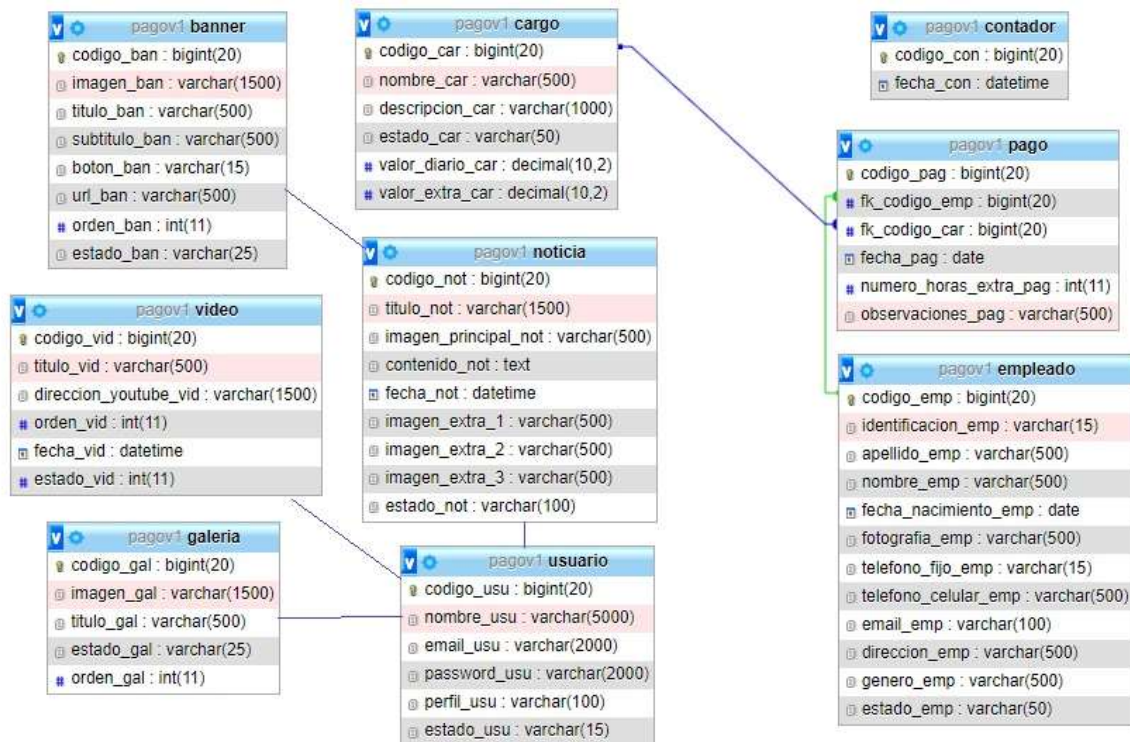 pagov1 banner
codigo_ban : bigint(20)
imagen_ban : varchar(1500)
titulo_ban : varchar(500)
subtitulo_ban : varchar(500)
boton_ban : varchar(15)
url_ban : varchar(500)
orden_ban : int(11)
estado_ban : varchar(25)
pagov1 cargo
codigo_car : bigint(20)
nombre_car : varchar(500)
descripcion_car : varchar(1000)
estado_car : varchar(50)
valor_diario_car : decimal(10,2)
valor_extra_car : decimal(10,2)
pagov1 contador
codigo_con : bigint(20)
fecha_con : datetime
pagov1 pago
codigo_pag : bigint(20)
fk_codigo_emp : bigint(20)
fk_codigo_car : bigint(20)
fecha_pag : date
numero_horas_extra_pag : int(11)
observaciones_pag : varchar(500)
pagov1 noticia
codigo_not : bigint(20)
titulo_not : varchar(1500)
imagen_principal_not : varchar(500)
contenido_not : text
fecha_not : datetime
imagen_extra_1 : varchar(500)
imagen_extra_2 : varchar(500)
imagen_extra_3 : varchar(500)
estado_not : varchar(100)
pagov1 video
codigo_vid : bigint(20)
titulo_vid : varchar(500)
direccion_youtube_vid : varchar(1500)
orden_vid : int(11)
fecha_vid : datetime
estado_vid : int(11)
pagov1 empleado
codigo_emp : bigint(20)
identificacion_emp : varchar(15)
apellido_emp : varchar(500)
nombre_emp : varchar(500)
fecha_nacimiento_emp : date
fotografia_emp : varchar(500)
telefono_fijo_emp : varchar(15)
telefono_celular_emp : varchar(500)
email_emp : varchar(100)
direccion_emp : varchar(500)
genero_emp : varchar(500)
estado_emp : varchar(50)
pagov1 galeria
codigo_gal : bigint(20)
imagen_gal : varchar(1500)
titulo_gal : varchar(500)
estado_gal : varchar(25)
orden_gal : int(11)
pagov1 usuario
codigo_usu : bigint(20)
nombre_usu : varchar(5000)
email_usu : varchar(2000)
password_usu : varchar(2000)
perfil_usu : varchar(100)
estado_usu : varchar(15)